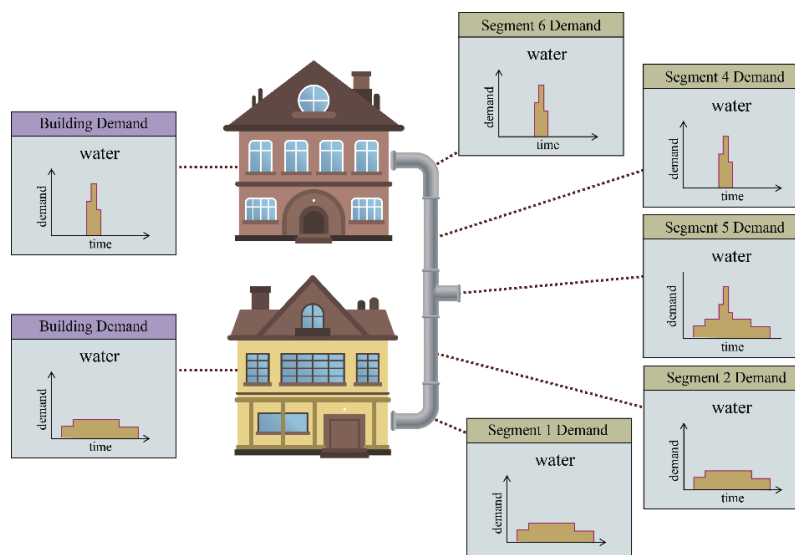 Segment 6 Demand
water
demand
time
Segment 4 Demand
water
demand
time
Building Demand
water
demand
time
Segment 5 Demand
water
demand
time
Building Demand
water
demand
time
Segment 2 Demand
water
demand
time
Segment 1 Demand
water
demand
time